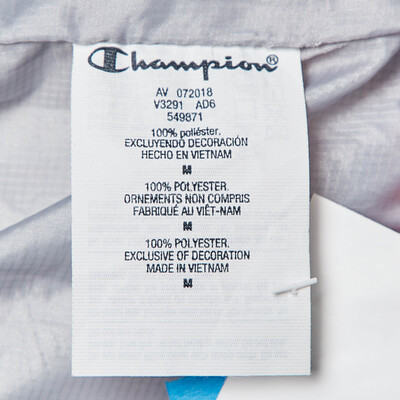 Champion®
AV 072018
V3291 AD6
549871
100% poliéster.
EXCLUYENDO DECORACIÓN
HECHO EN VIETNAM
M
100% POLYESTER.
ORNEMENTS NON COMPRIS
FABRIQUÉ AU VIÊT-NAM
M
100% POLYESTER.
EXCLUSIVE OF DECORATION
MADE IN VIETNAM
M